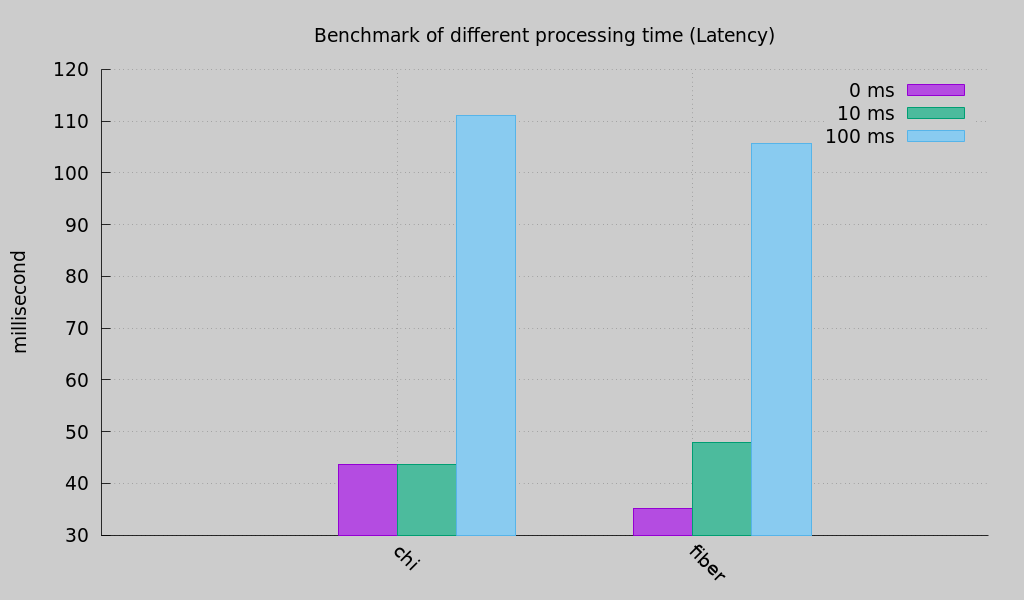 Benchmark of different processing time (Latency)
0 ms
10 ms
100 ms
millisecond
120
110
100
90
80
70
60
50
40
30
chi
fiber